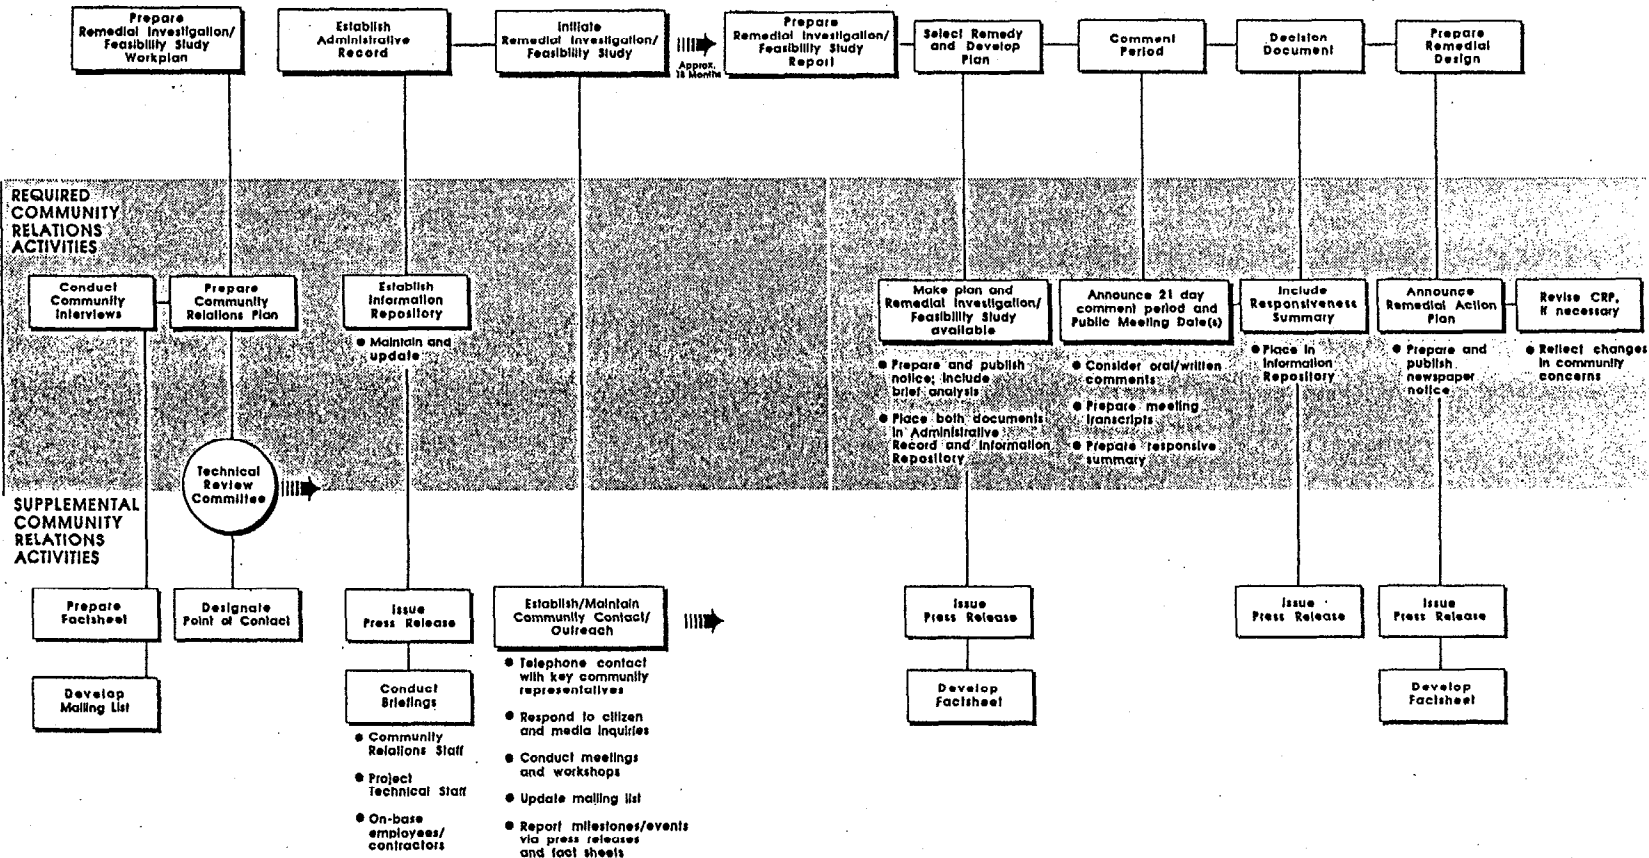 Prepare
Remedial Investigation/
Feasibility Study
Workplan
Establish
Administrative
Record
Initiate
Remedial Investigation/
Feasibility Study
Approx.
18 Months
Prepare
Remedial Investigation/
Feasibility Study
Report
Select Remedy
and Develop
Plan
Comment
Period
Decision
Document
Prepare
Remedial
Design
REQUIRED
COMMUNITY
RELATIONS
ACTIVITIES
Conduct
Community
Interviews
Prepare
Community
Relations Plan
Establish
Information
Repository
● Maintain and
update
Make plan and
Remedial Investigation/
Feasibility Study
available
● Prepare and publish
notice; include
brief analysis
● Place both documents
in Administrative
Record and Information
Repository
Announce 21 day
comment period and
Public Meeting Date(s)
● Consider oral/written
comments
● Prepare meeting
transcripts
● Prepare responsive
summary
Include
Responsiveness
Summary
● Place in
Information
Repository
Announce
Remedial Action
Plan
● Prepare and
publish
newspaper
notice
Revise CRP,
if necessary
● Reflect changes
in community
concerns
Technical
Review
Committee
SUPPLEMENTAL
COMMUNITY
RELATIONS
ACTIVITIES
Prepare
Factsheet
Develop
Mailing List
Designate
Point of Contact
Issue
Press Release
Conduct
Briefings
● Community
Relations Staff
● Project
Technical Staff
● On-base
employees/
contractors
Establish/Maintain
Community Contact/
Outreach
● Telephone contact
with key community
representatives
● Respond to citizen
and media inquiries
● Conduct meetings
and workshops
● Update mailing list
● Report milestones/events
via press releases
and fact sheets
Issue
Press Release
Develop
Factsheet
Issue
Press Release
Issue
Press Release
Develop
Factsheet